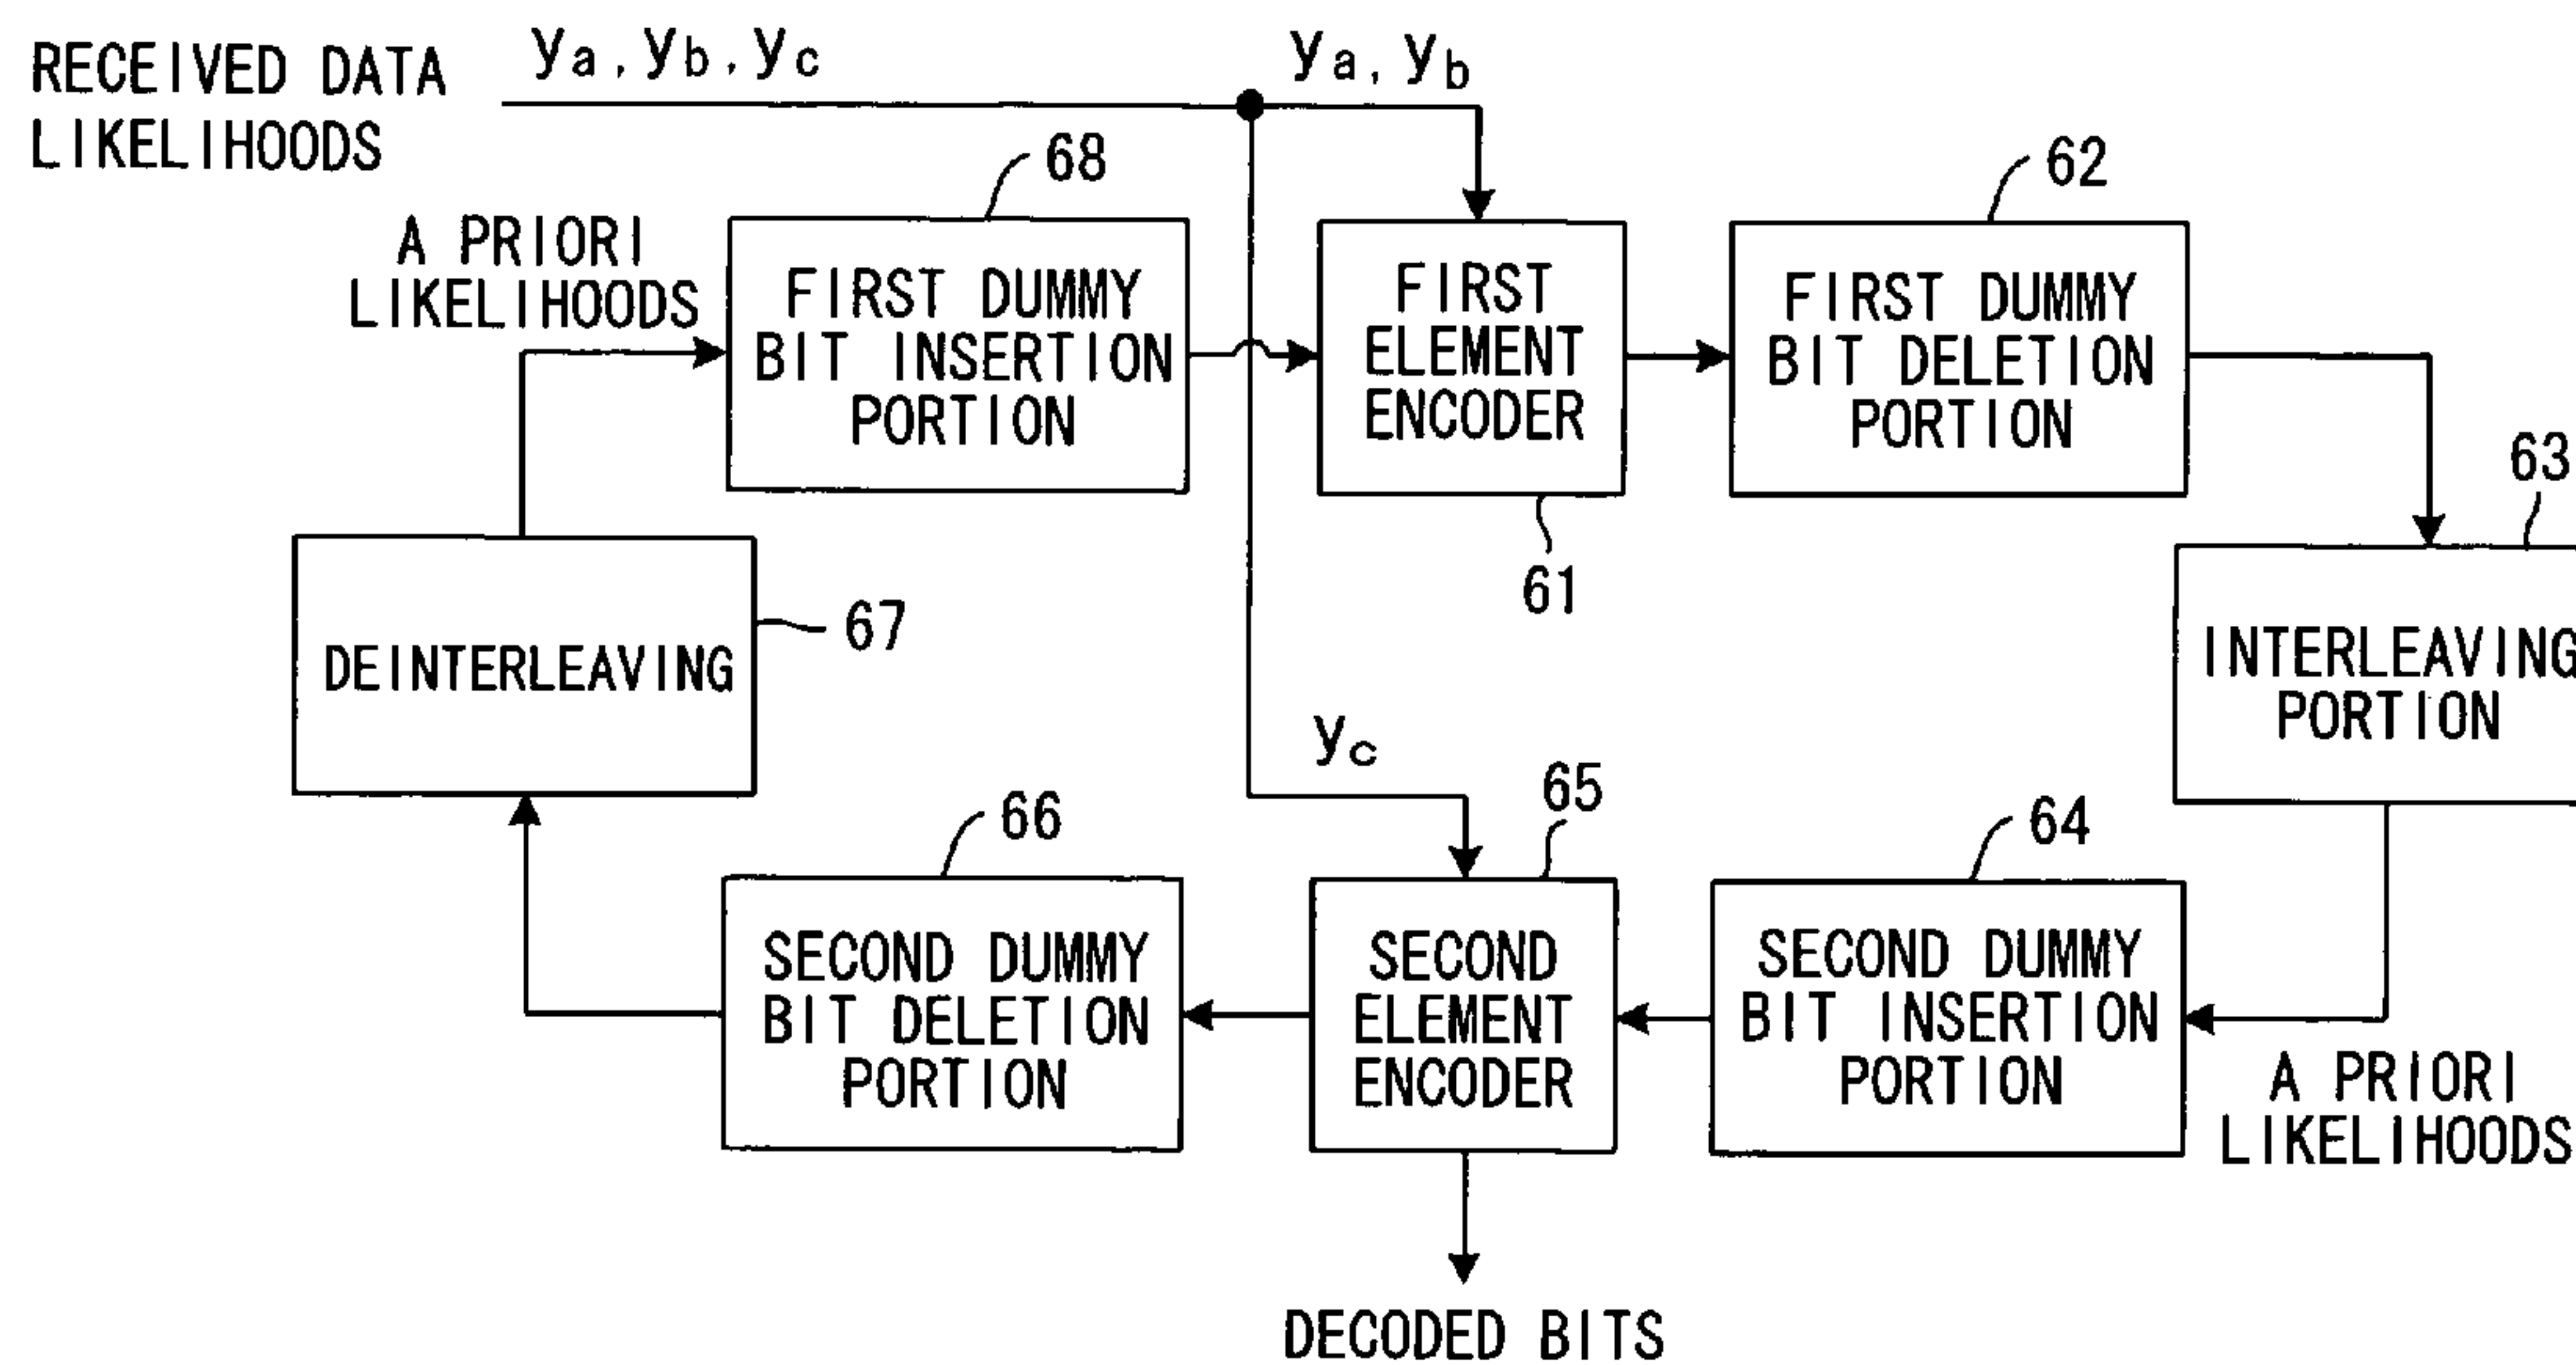 RECEIVED DATA
LIKELIHOODS
ya, yb, yc
ya, yb
68
62
A PRIORI
LIKELIHOODS
FIRST DUMMY
BIT INSERTION
PORTION
FIRST
ELEMENT
ENCODER
FIRST DUMMY
BIT DELETION
PORTION
61
63
DEINTERLEAVING
67
INTERLEAVING
PORTION
yc
66
65
64
SECOND DUMMY
BIT DELETION
PORTION
SECOND
ELEMENT
ENCODER
SECOND DUMMY
BIT INSERTION
PORTION
A PRIORI
LIKELIHOODS
DECODED BITS